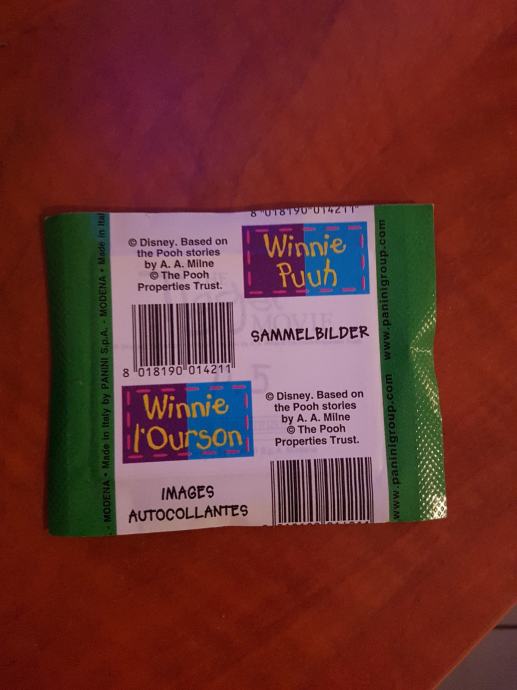 · MODENA • Made in Italy by PANINI S.p.A. - MODENA • Made in Ital
© Disney. Based on
the Pooh stories
by A. A. Milne
© The Pooh
Properties Trust.
8 018190 014211
Winnie
l'Ourson
IMAGES
AUTOCOLLANTES
8 018190 014211
Winnie
Puuh
SAMMELBILDER
© Disney. Based on
the Pooh stories
by A. A. Milne
© The Pooh
Properties Trust.
www.paninigroup.com www.paninigroup.com